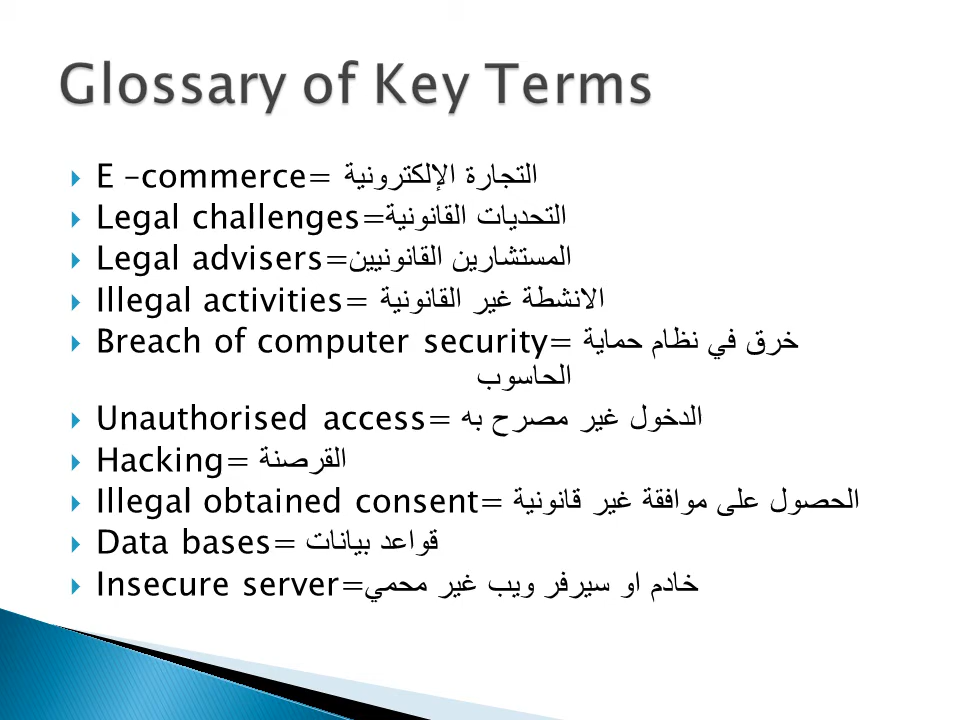 Glossary of Key Terms
E –commerce= التجارة الإلكترونية
Legal challenges=التحديات القانونية
Legal advisers=المستشارين القانونيين
Illegal activities= الانشطة غير القانونية
Breach of computer security= خرق في نظام حماية
الحاسوب
Unauthorised access= الدخول غير مصرح به
Hacking= القرصنة
Illegal obtained consent= الحصول على موافقة غير قانونية
Data bases= قواعد بيانات
Insecure server=خادم او سيرفر ويب غير محمي